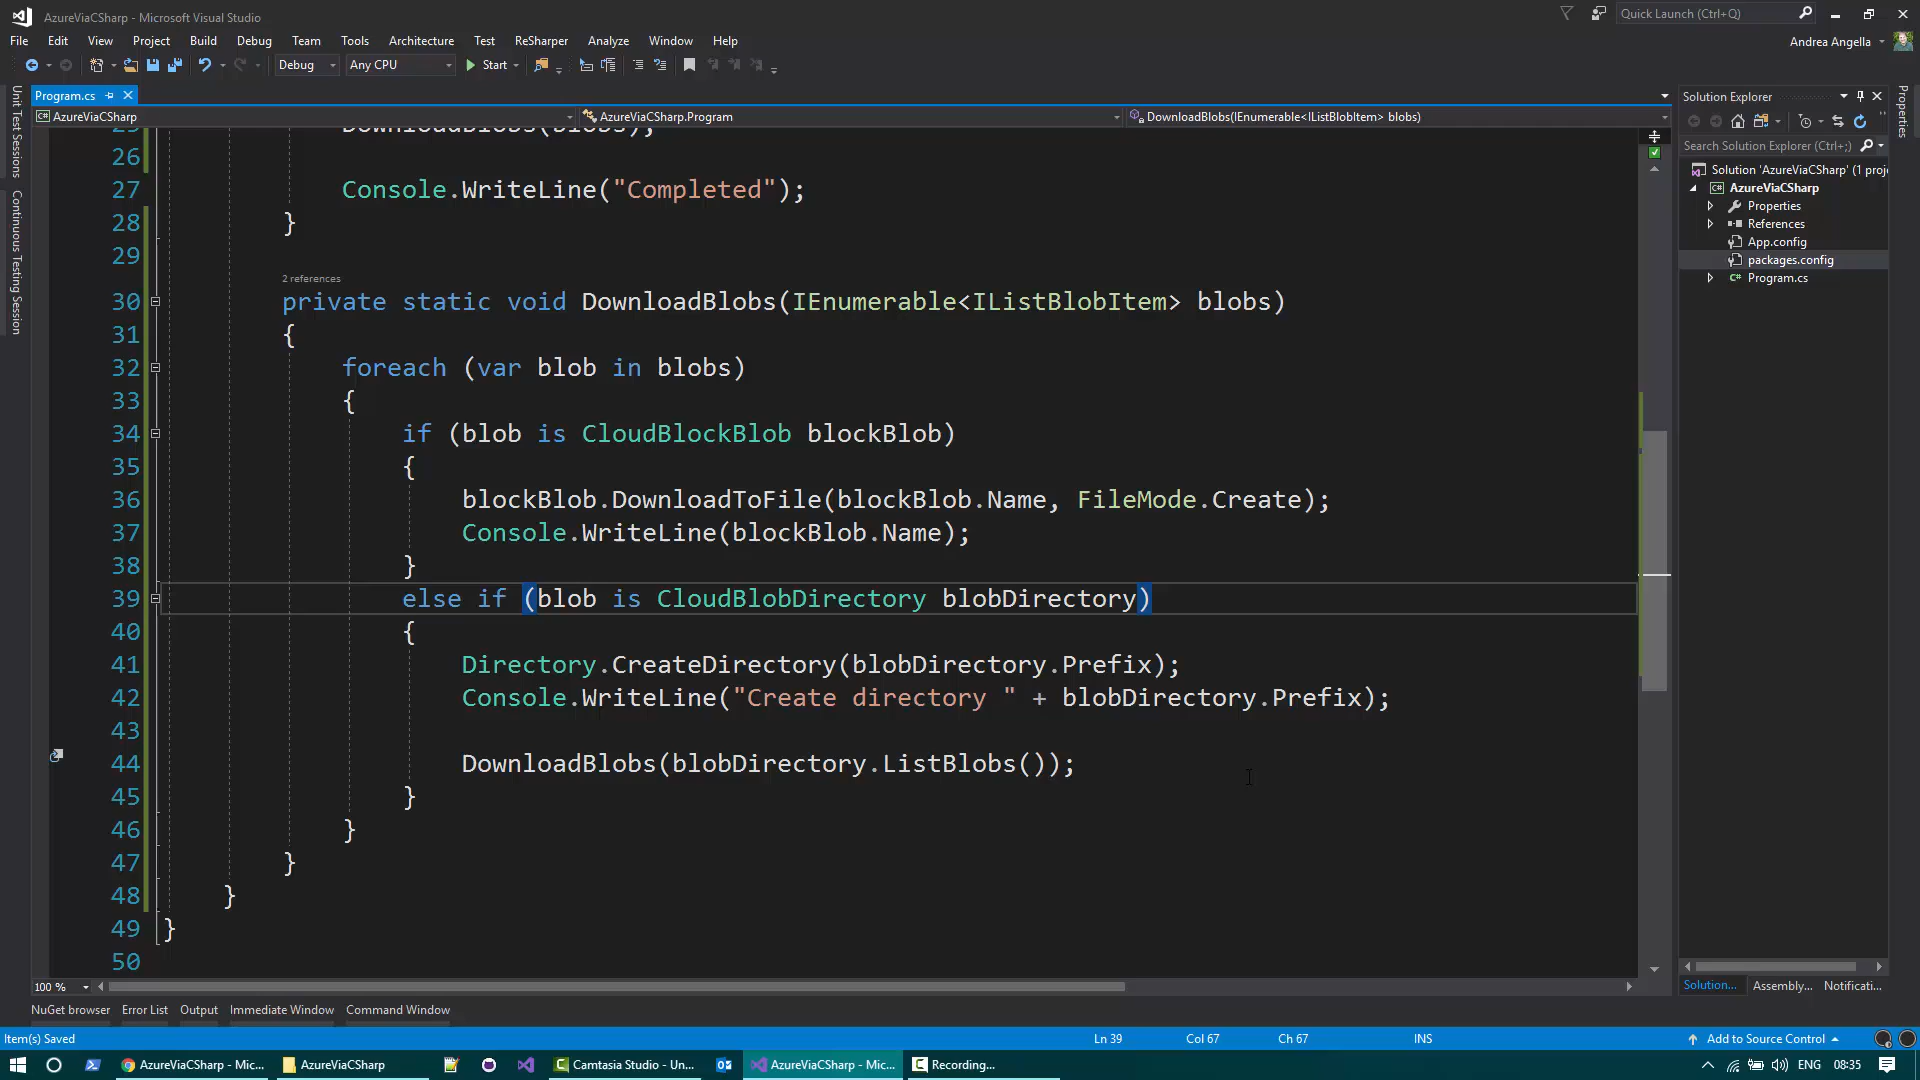 AzureViaCSharp - Microsoft Visual Studio
Quick Launch (Ctrl+Q)
File Edit View Project Build Debug Team Tools Architecture Test ReSharper Analyze Window Help
Andrea Angella
Debug Any CPU Start
Program.cs
AzureViaCSharp AzureViaCSharp.Program DownloadBlobs(IEnumerable<IListBlobItem> blobs)
25 DownloadBlobs(blobs);
26
27 Console.WriteLine("Completed");
28 }
29
2 references
30 private static void DownloadBlobs(IEnumerable<IListBlobItem> blobs)
31 {
32 foreach (var blob in blobs)
33 {
34 if (blob is CloudBlockBlob blockBlob)
35 {
36 blockBlob.DownloadToFile(blockBlob.Name, FileMode.Create);
37 Console.WriteLine(blockBlob.Name);
38 }
39 else if (blob is CloudBlobDirectory blobDirectory)
40 {
41 Directory.CreateDirectory(blobDirectory.Prefix);
42 Console.WriteLine("Create directory " + blobDirectory.Prefix);
43
44 DownloadBlobs(blobDirectory.ListBlobs());
45 }
46 }
47 }
48 }
49 }
50
100 %
Unit Test Sessions
Continuous Testing Session
Solution Explorer
Search Solution Explorer (Ctrl+;)
Solution 'AzureViaCSharp' (1 proj
C# AzureViaCSharp
Properties
References
App.config
packages.config
C# Program.cs
Solution... Assembly... Notificati...
Properties
NuGet browser Error List Output Immediate Window Command Window
Item(s) Saved Ln 39 Col 67 Ch 67 INS Add to Source Control
AzureViaCSharp - Mic... AzureViaCSharp Camtasia Studio - Un... AzureViaCSharp - Mic... Recording... ENG 08:35